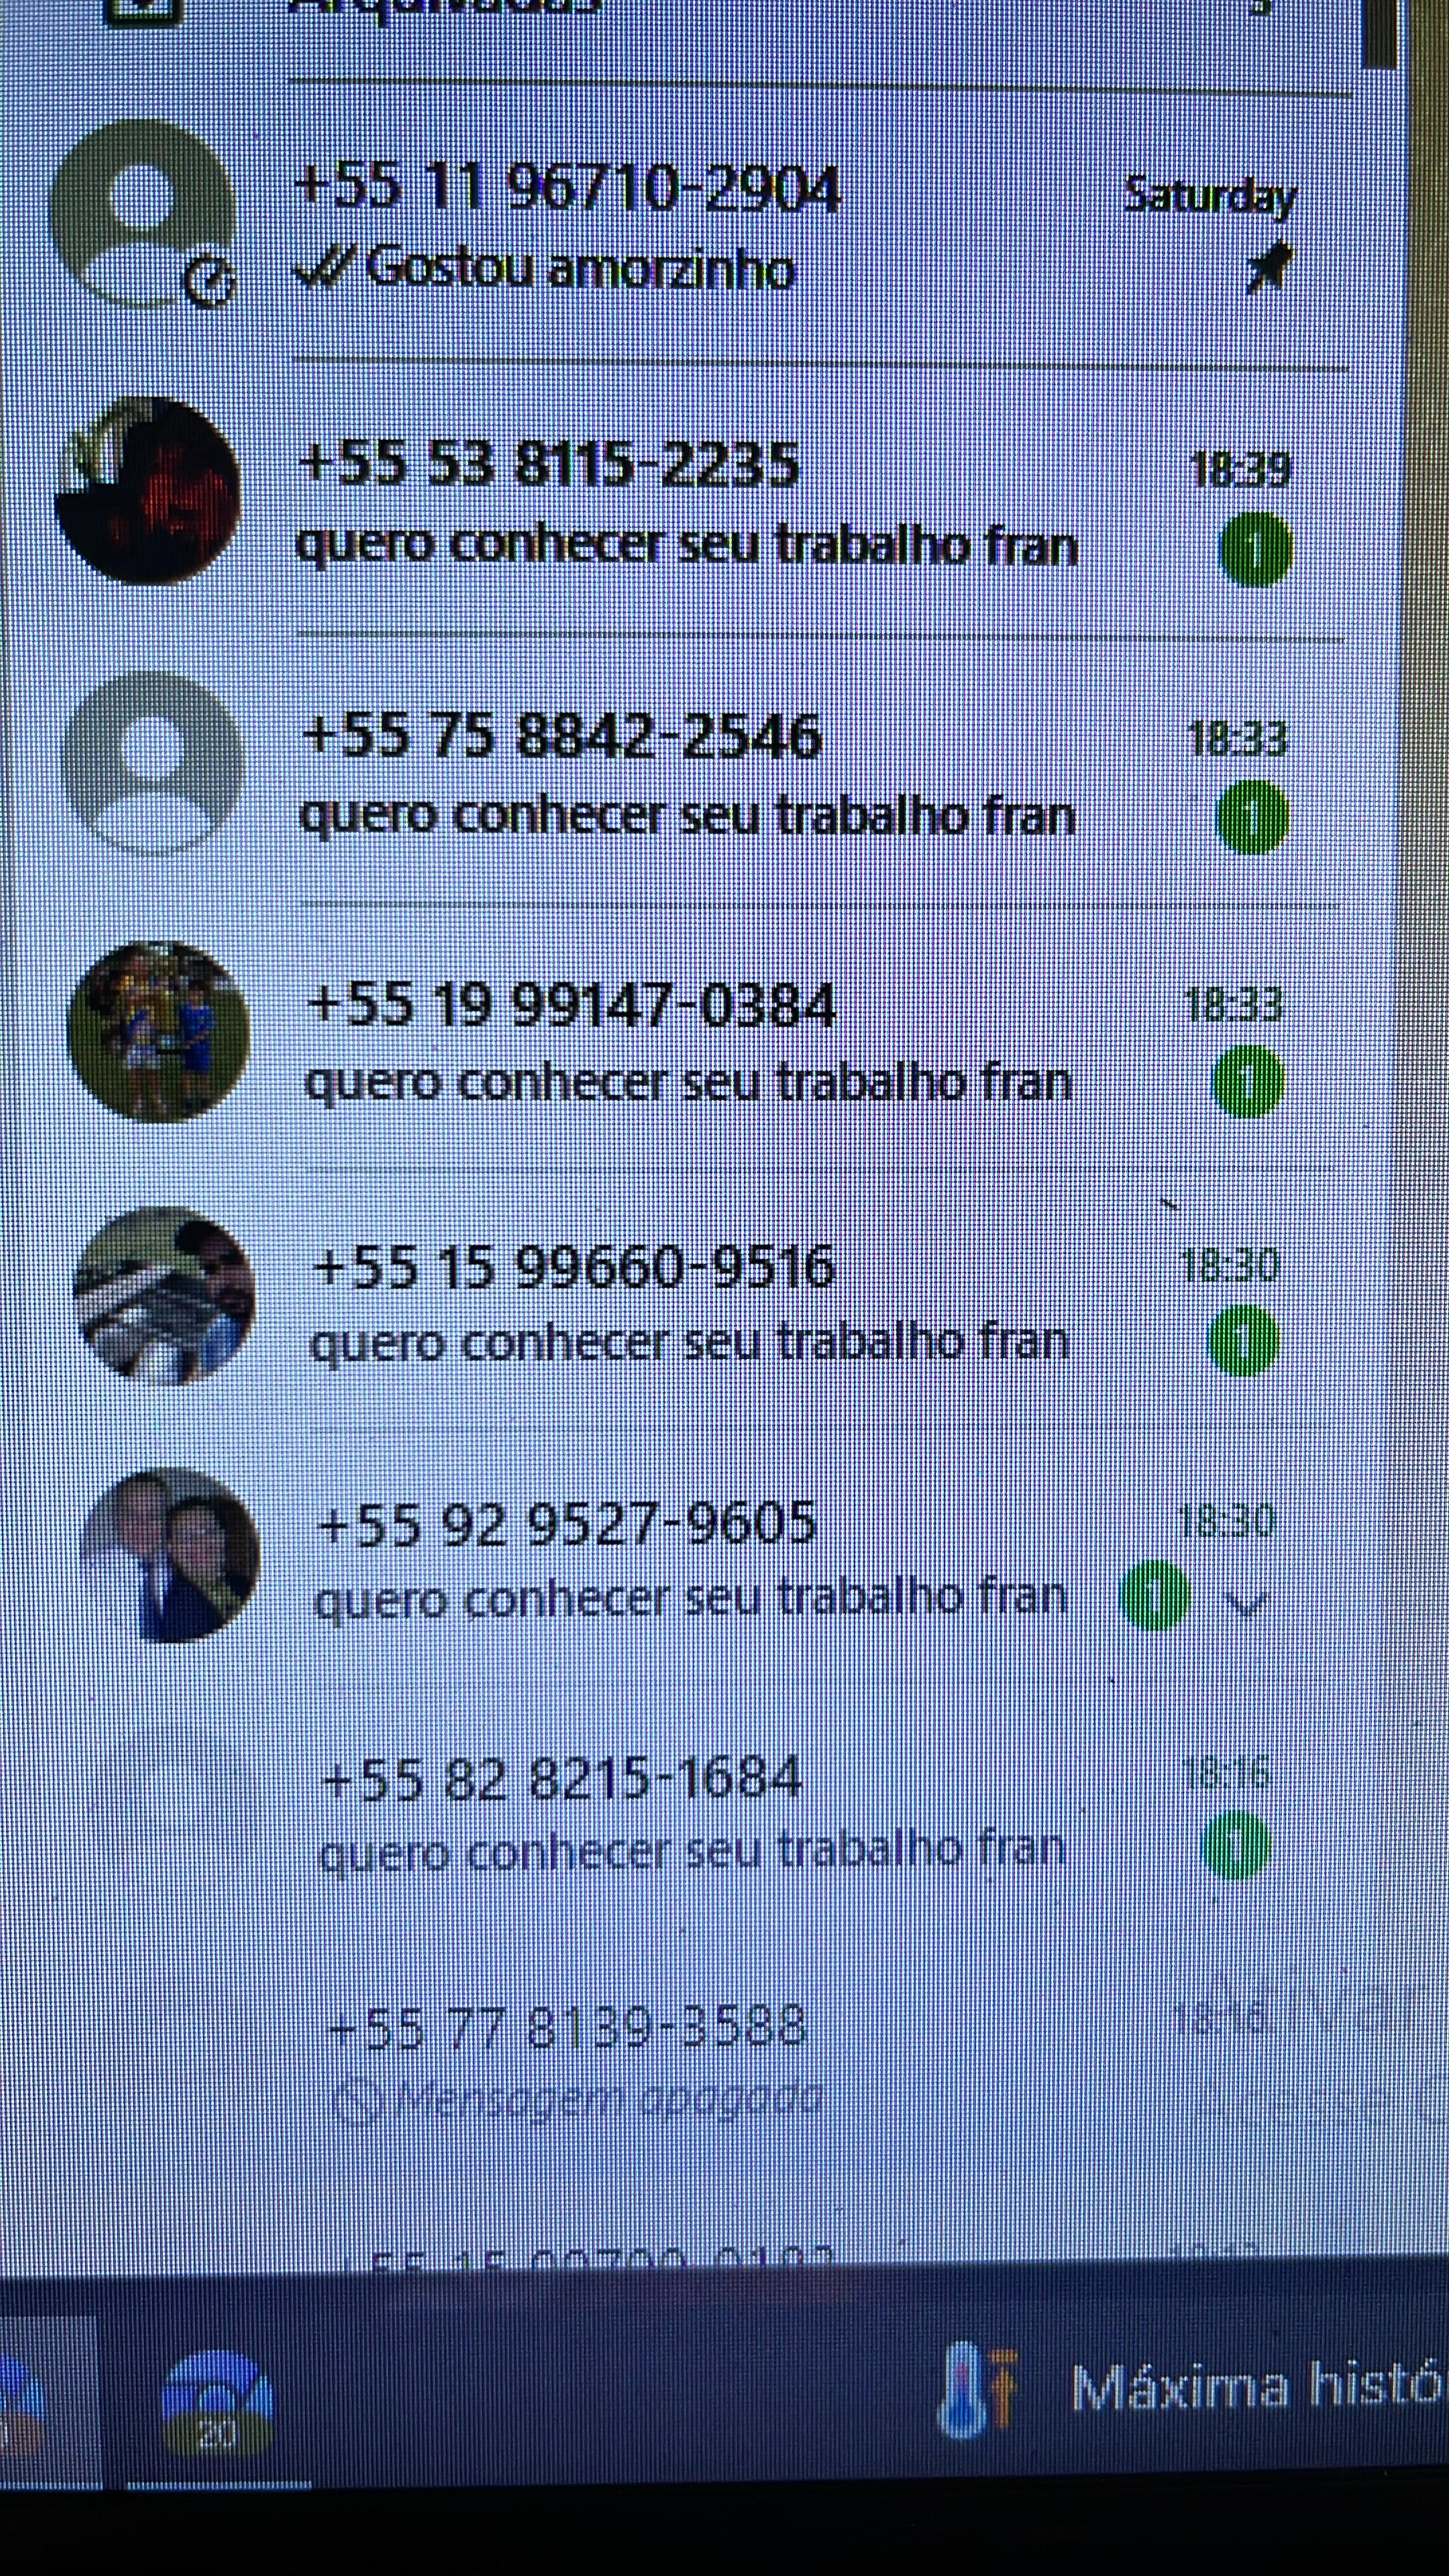 Arquivadas
+55 11 96710-2904
Saturday
Gostou amorzinho
+55 53 8115-2235
18:39
quero conhecer seu trabalho fran
1
+55 75 8842-2546
18:33
quero conhecer seu trabalho fran
1
+55 19 99147-0384
18:33
quero conhecer seu trabalho fran
1
+55 15 99660-9516
18:30
quero conhecer seu trabalho fran
1
+55 92 9527-9605
18:30
quero conhecer seu trabalho fran
1
+55 82 8215-1684
18:16
quero conhecer seu trabalho fran
1
+55 77 8139-3588
18:16
Mensagem apagada
20
Máxima histó